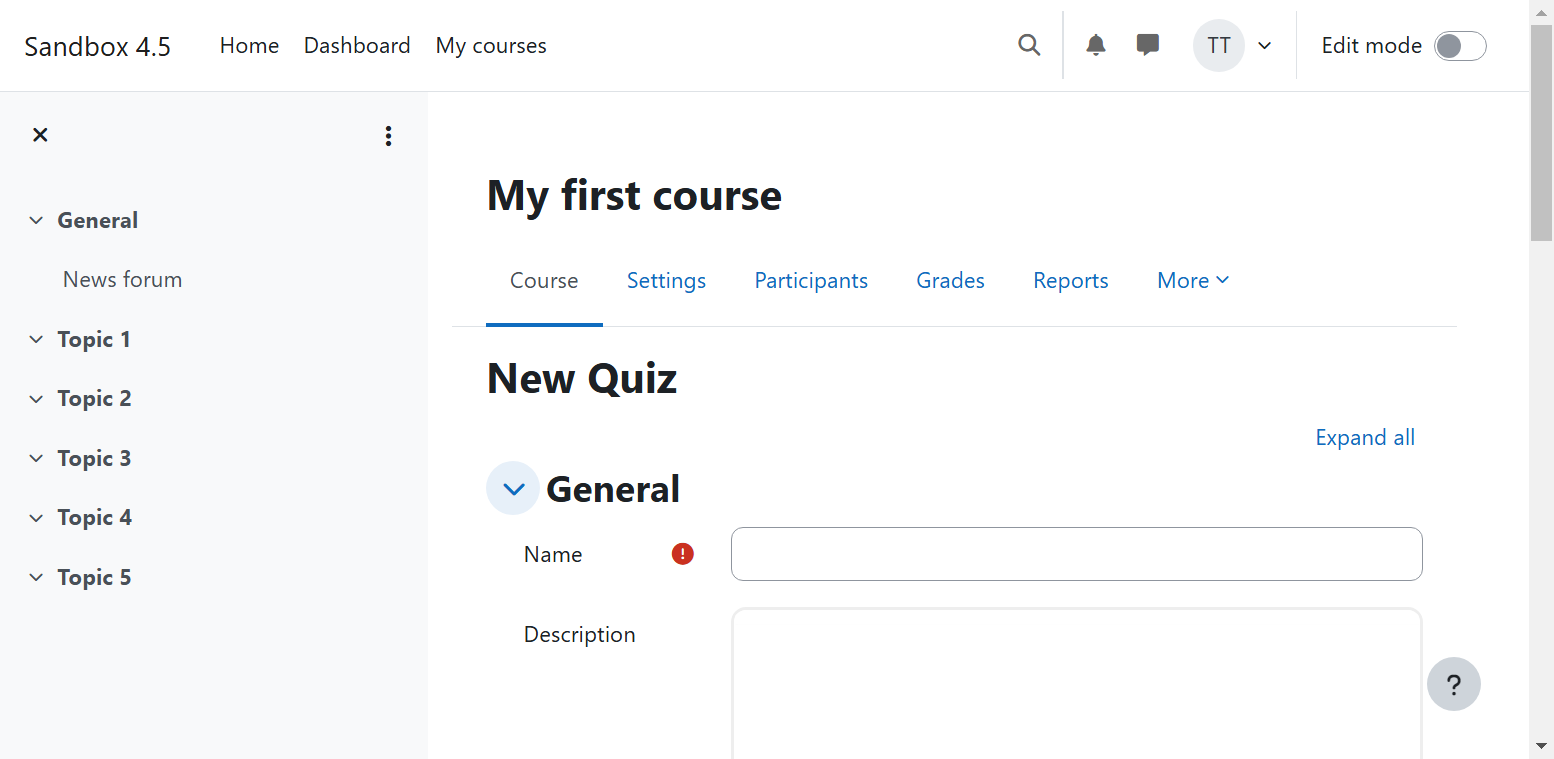 Sandbox 4.5 Home Dashboard My courses TT Edit mode
General
News forum
Topic 1
Topic 2
Topic 3
Topic 4
Topic 5
My first course
Course Settings Participants Grades Reports More
New Quiz
Expand all
General
Name
Description
?